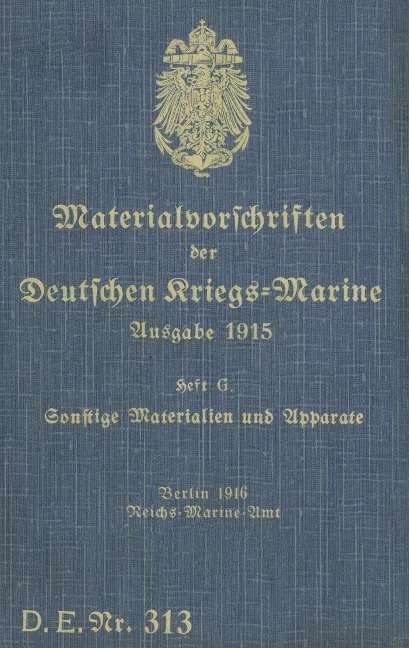 Materialvorschriften
der
Deutschen Kriegs-Marine
Ausgabe 1915
Heft G.
Sonstige Materialien und Apparate
Berlin 1916
Reichs-Marine-Amt
D. E. Nr. 313